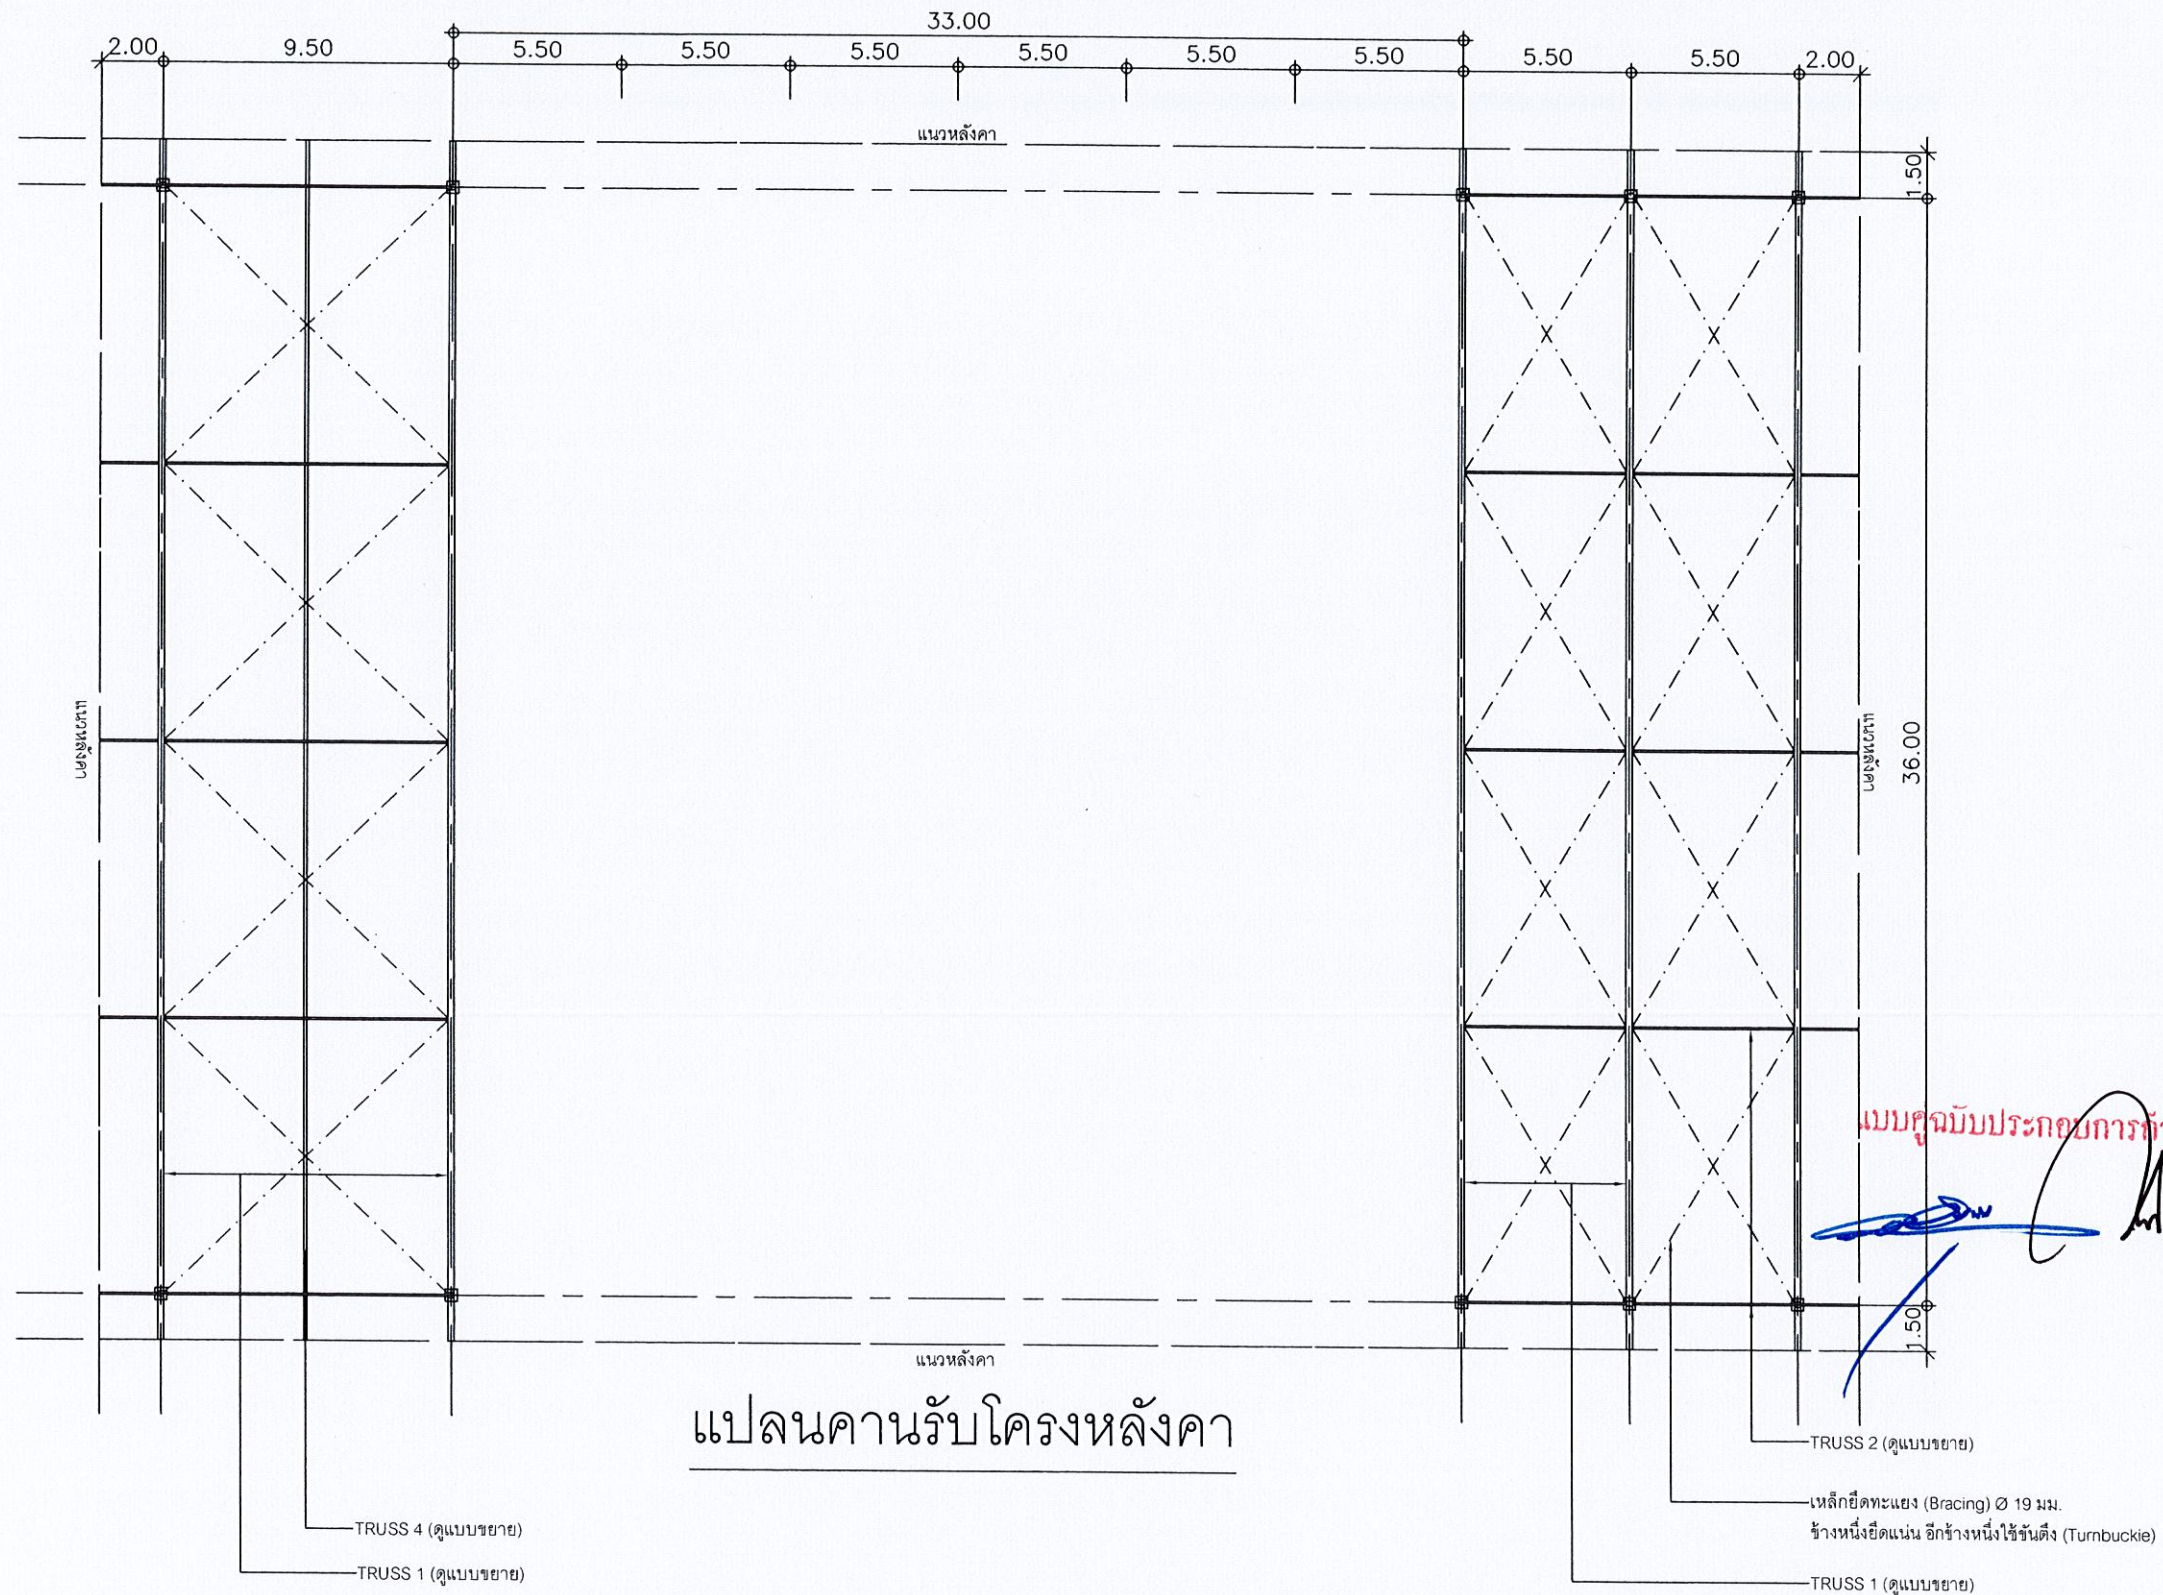 33.00
2.00 9.50 5.50 5.50 5.50 5.50 5.50 5.50 5.50 5.50 2.00
แนวหลังคา
1.50
แนวหลังคา
แนวหลังคา
36.00
1.50
แนวหลังคา
แปลนคานรับโครงหลังคา
TRUSS 4 (ดูแบบขยาย)
TRUSS 1 (ดูแบบขยาย)
TRUSS 2 (ดูแบบขยาย)
เหล็กยึดทะแยง (Bracing) Ø 19 มม.
ข้างหนึ่งยึดแน่น อีกข้างหนึ่งใช้ขันตึง (Turnbuckie)
TRUSS 1 (ดูแบบขยาย)
แบบคู่ฉบับประกอบการ